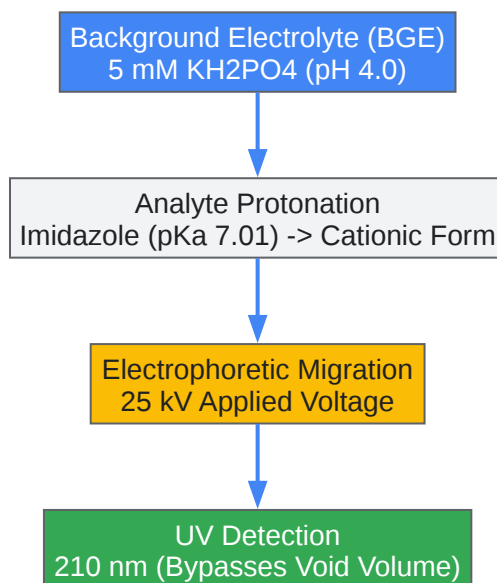 Background Electrolyte (BGE)
5 mM KH2PO4 (pH 4.0)
Analyte Protonation
Imidazole (pKa 7.01) -> Cationic Form
Electrophoretic Migration
25 kV Applied Voltage
UV Detection
210 nm (Bypasses Void Volume)